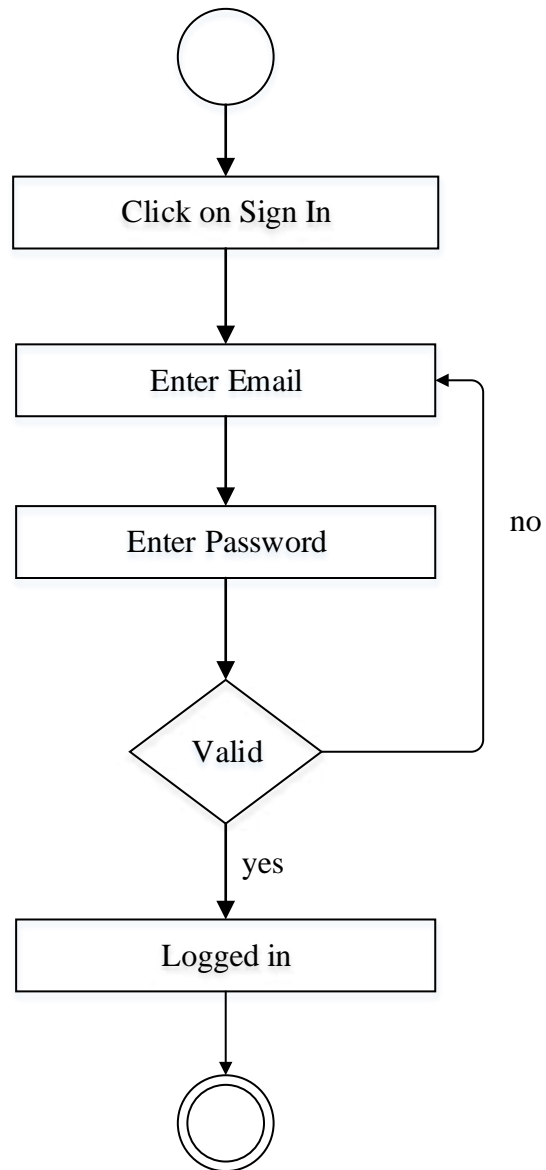 Click on Sign In
Enter Email
no
Enter Password
Valid
yes
Logged in